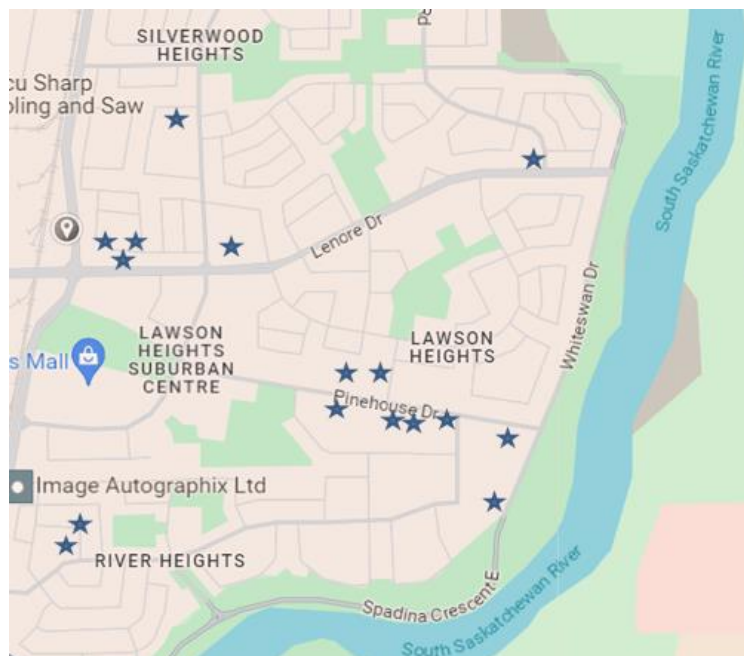 SILVERWOOD
HEIGHTS
cu Sharp
oling and Saw
Rd
South Saskatchewan River
Lenore Dr
Whiteswan Dr
LAWSON
HEIGHTS
SUBURBAN
CENTRE
s Mall
LAWSON
HEIGHTS
Pinehouse Dr
Image Autographix Ltd
RIVER HEIGHTS
Spadina Crescent E
South Saskatchewan River